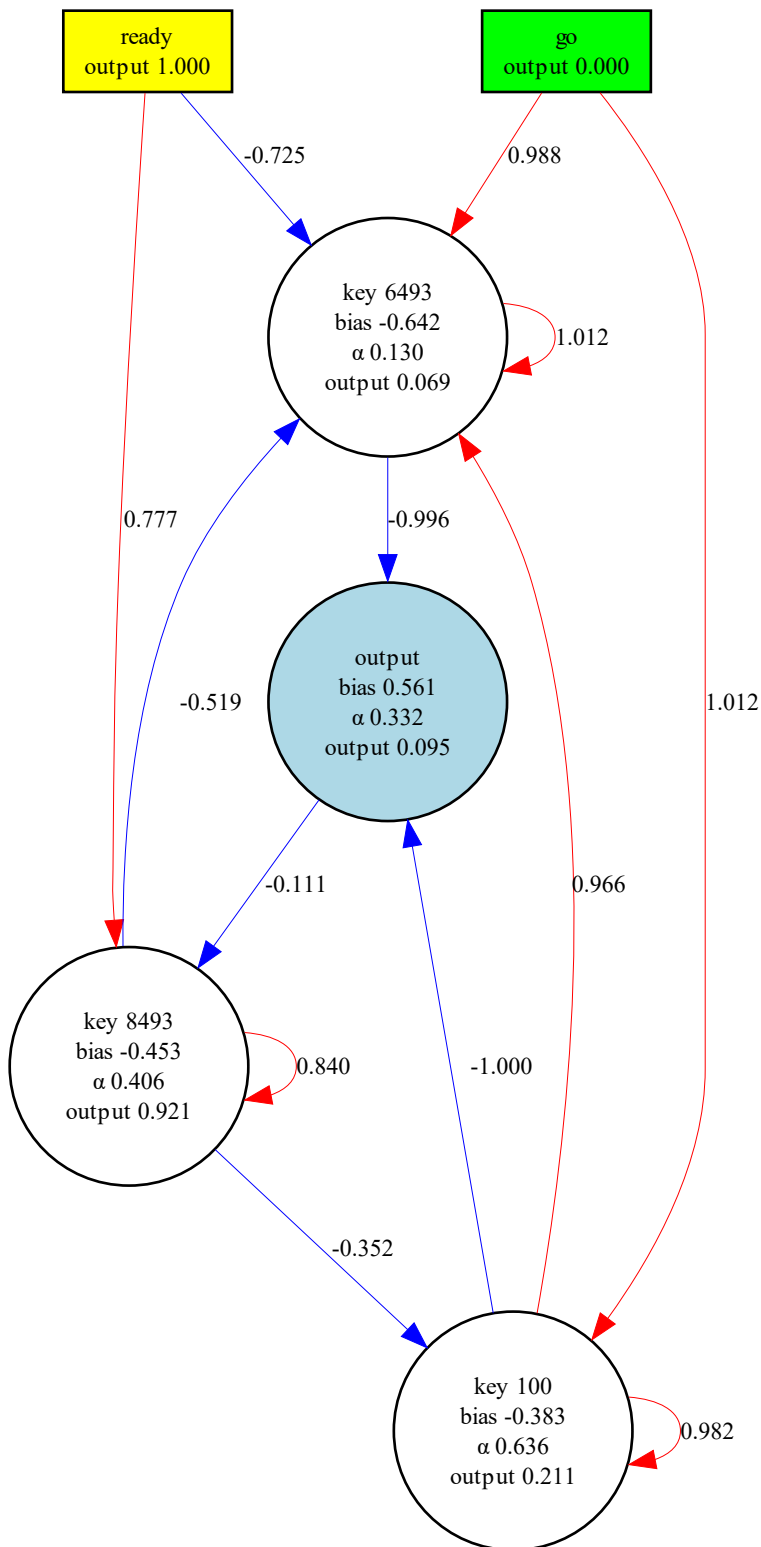 ready
output 1.000
go
output 0.000
-0.725
0.988
key 6493
bias -0.642
α 0.130
output 0.069
1.012
0.777
-0.996
output
bias 0.561
α 0.332
output 0.095
-0.519
1.012
-0.111
0.966
key 8493
bias -0.453
α 0.406
output 0.921
0.840
-1.000
-0.352
key 100
bias -0.383
α 0.636
output 0.211
0.982